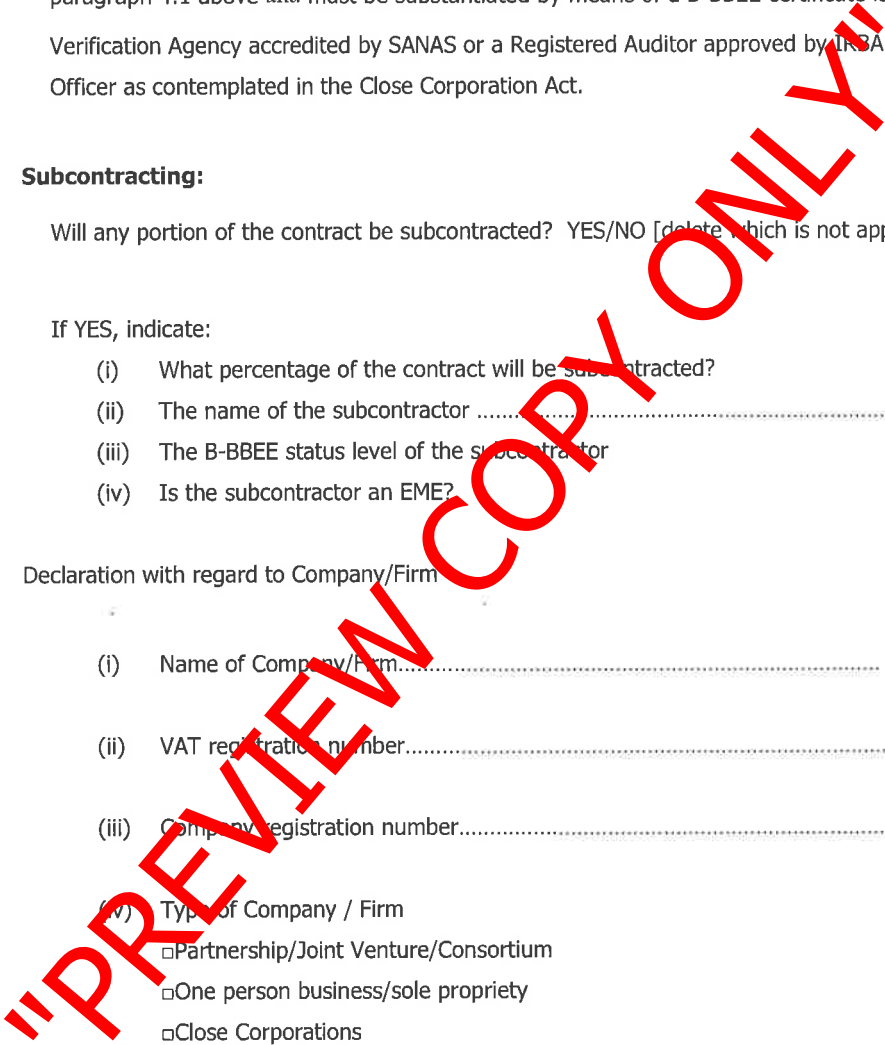 paragraph 4.1 above and must be substantiated by means of a B-BBEE certificate
Verification Agency accredited by SANAS or a Registered Auditor approved by IRBA
Officer as contemplated in the Close Corporation Act.
Subcontracting:
Will any portion of the contract be subcontracted? YES/NO [delete which is not app
If YES, indicate:
(i) What percentage of the contract will be subcontracted?
(ii) The name of the subcontractor ................................................................
(iii) The B-BBEE status level of the subcontractor
(iv) Is the subcontractor an EME?
Declaration with regard to Company/Firm
(i) Name of Company/Firm................................................................
(ii) VAT registration number................................................................
(iii) Company registration number................................................................
(iv) Type of Company / Firm
□Partnership/Joint Venture/Consortium
□One person business/sole propriety
□Close Corporations
"PREVIEW COPY ONLY"